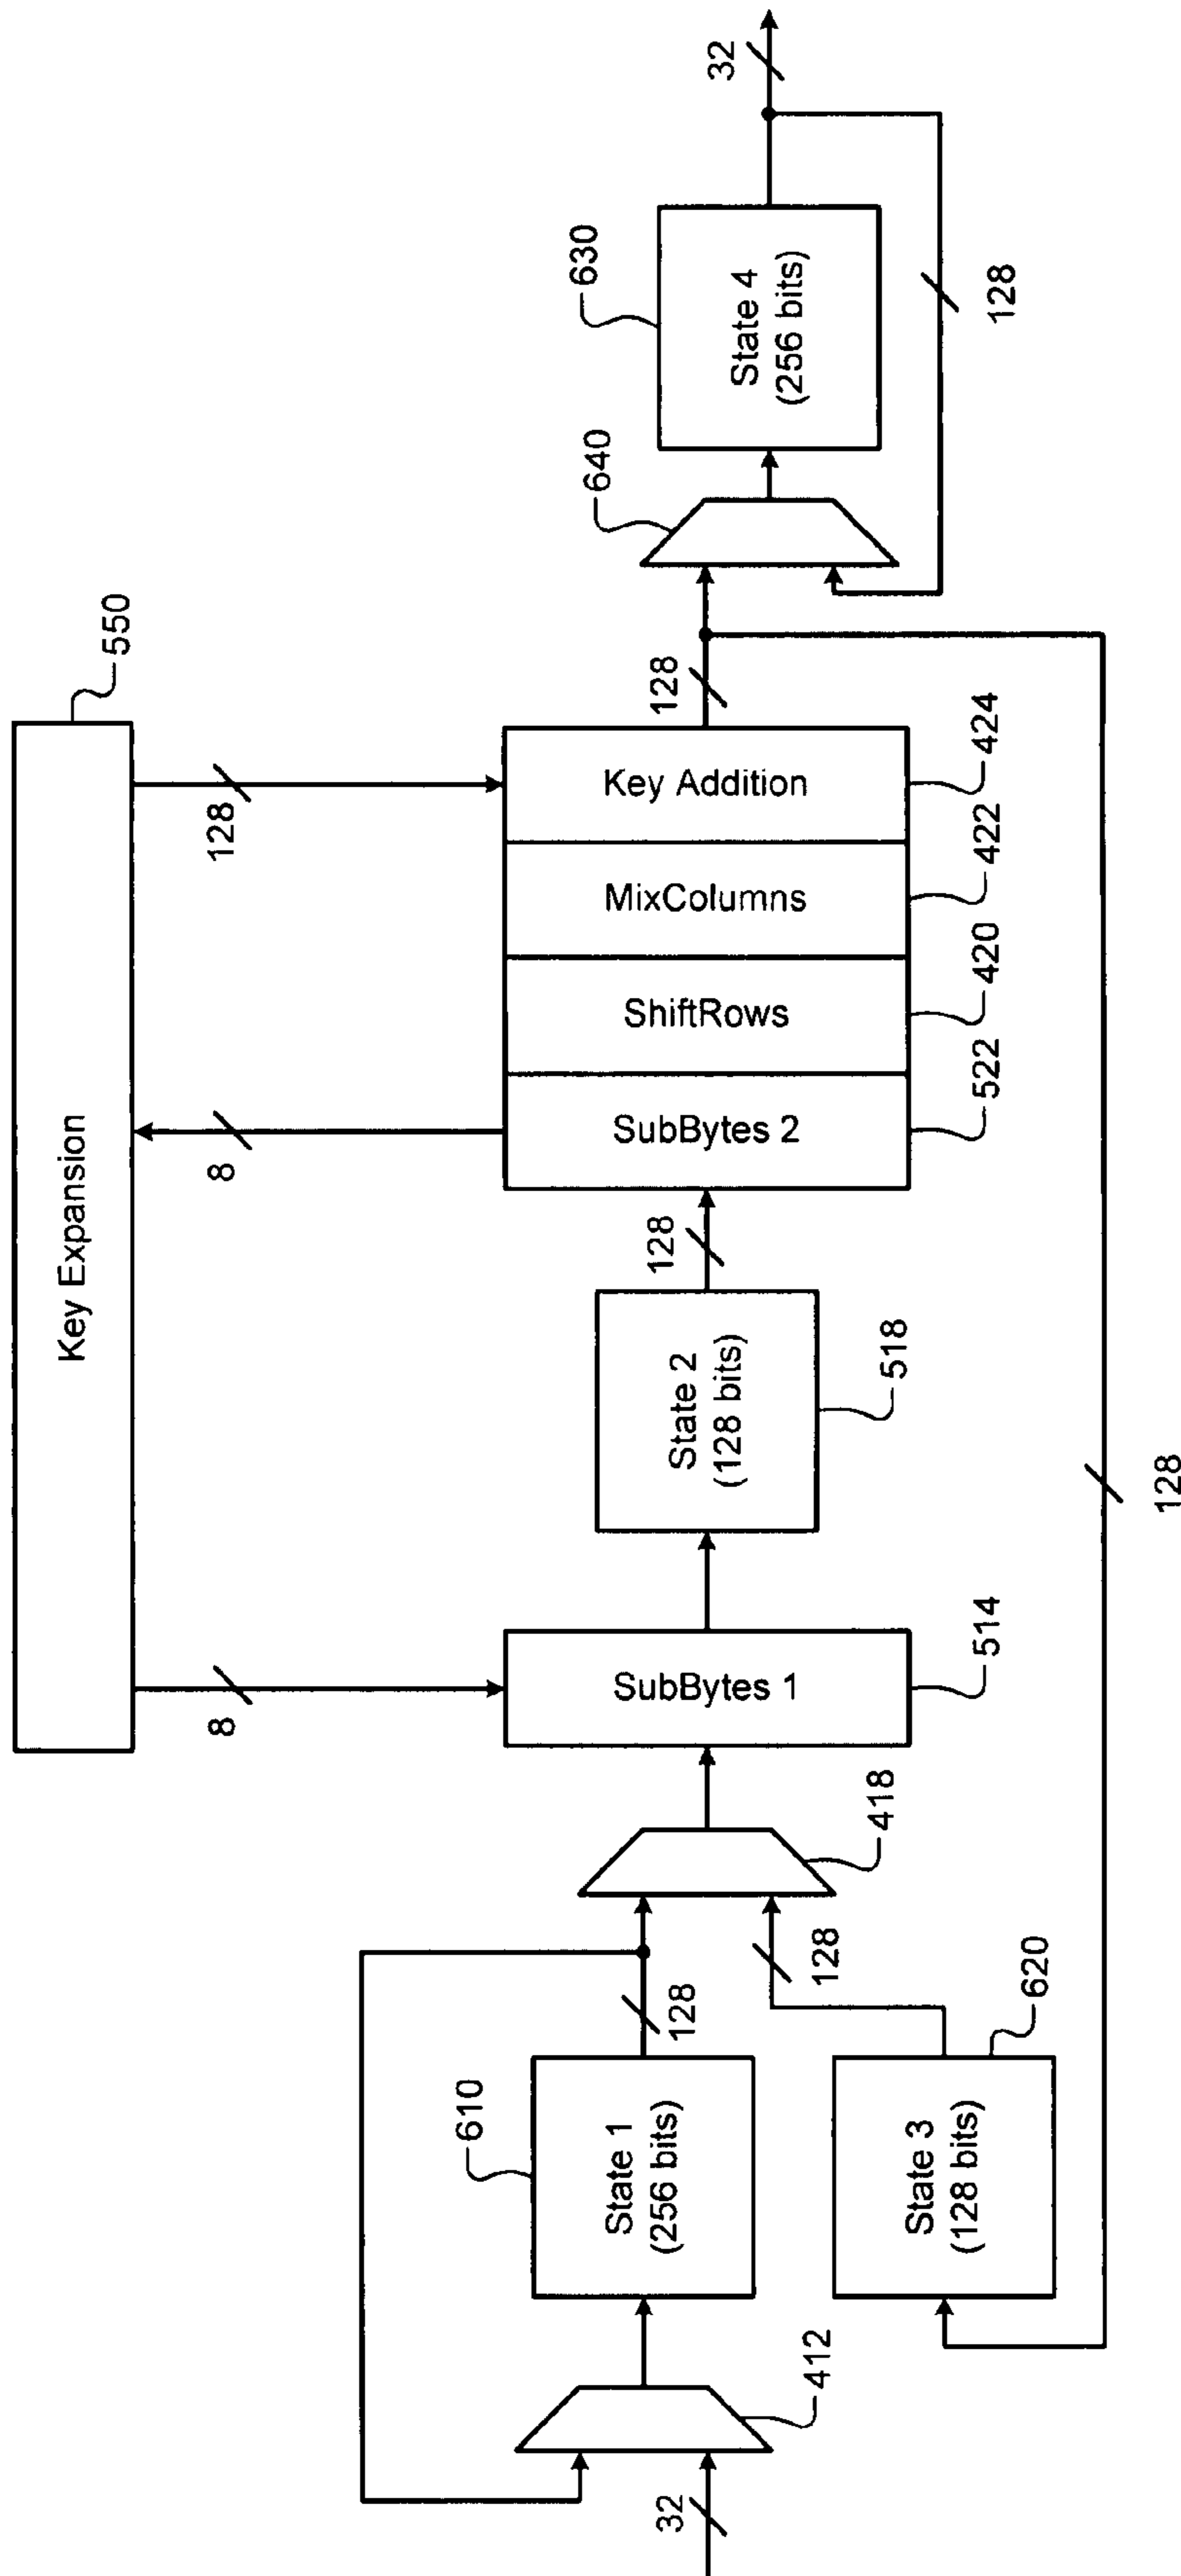 Key Expansion
550
8
8
128
32
412
State 1
(256 bits)
610
128
State 3
(128 bits)
620
128
418
SubBytes 1
514
State 2
(128 bits)
518
128
SubBytes 2
522
ShiftRows
420
MixColumns
422
Key Addition
424
128
128
640
State 4
(256 bits)
630
128
32